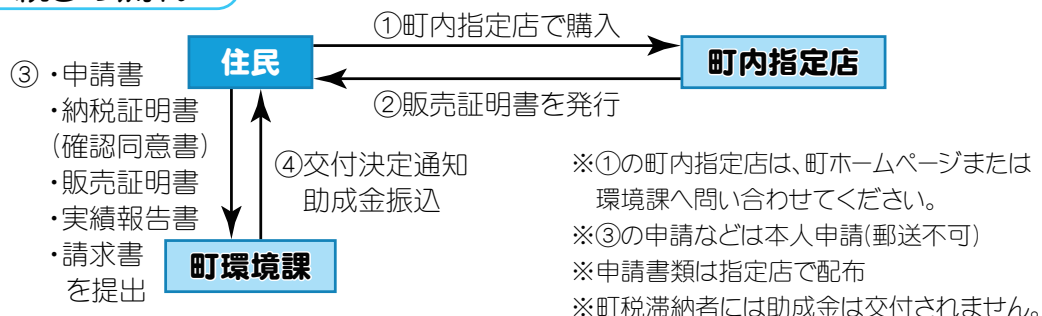 ①町内指定店で購入
住民
町内指定店
②販売証明書を発行
③・申請書
・納税証明書
(確認同意書)
・販売証明書
・実績報告書
・請求書
を提出
④交付決定通知
助成金振込
町環境課
※①の町内指定店は、町ホームページまたは
環境課へ問い合わせてください。
※③の申請などは本人申請(郵送不可)
※申請書類は指定店で配布
※町税滞納者には助成金は交付されません。